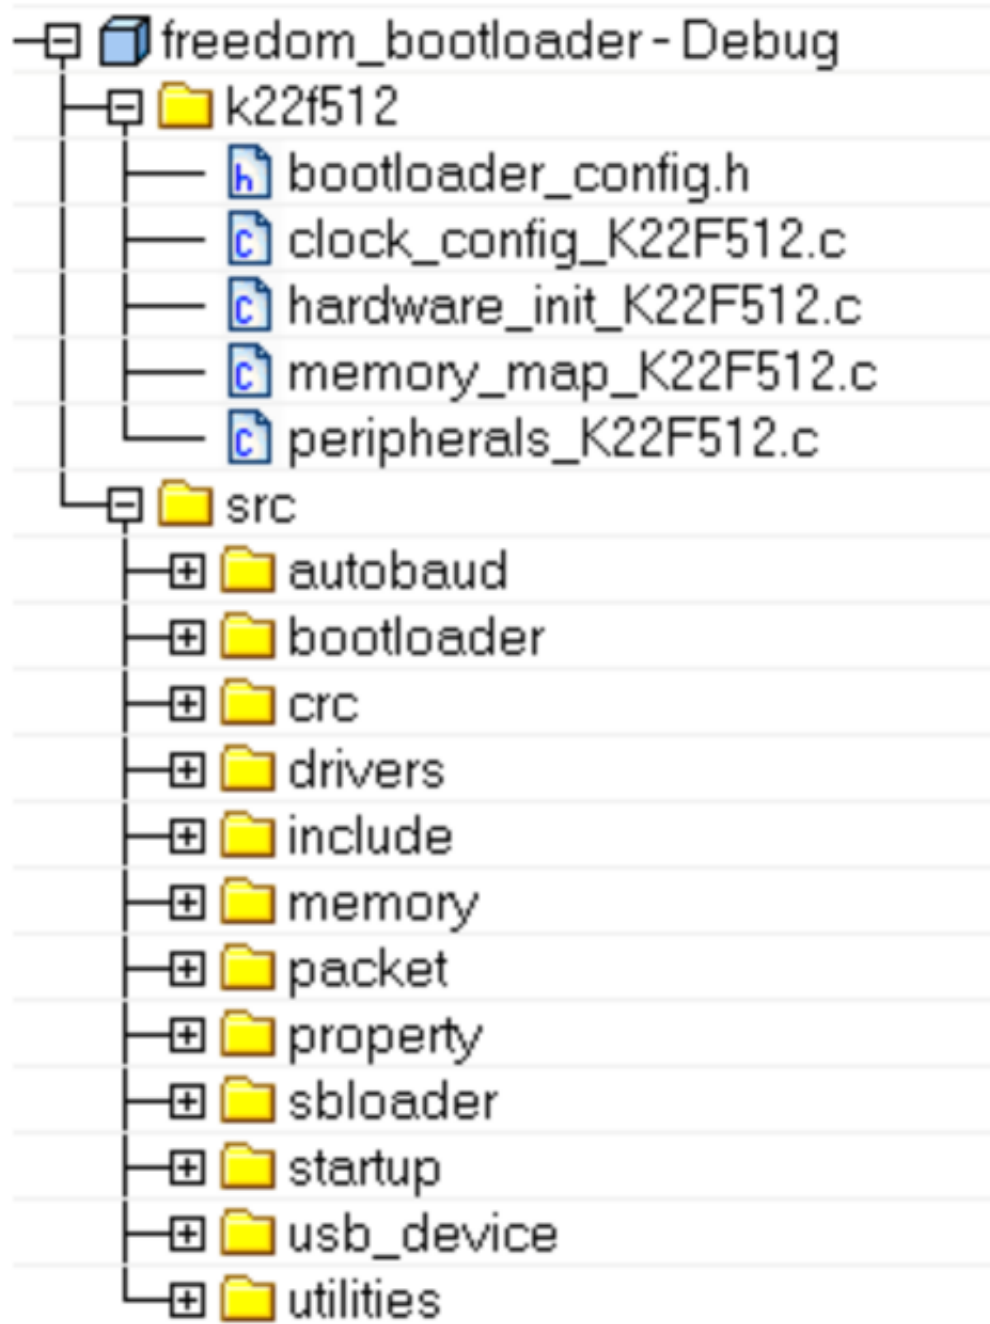 freedom_bootloader - Debug
k22f512
bootloader_config.h
clock_config_K22F512.c
hardware_init_K22F512.c
memory_map_K22F512.c
peripherals_K22F512.c
src
autobaud
bootloader
crc
drivers
include
memory
packet
property
sbloader
startup
usb_device
utilities